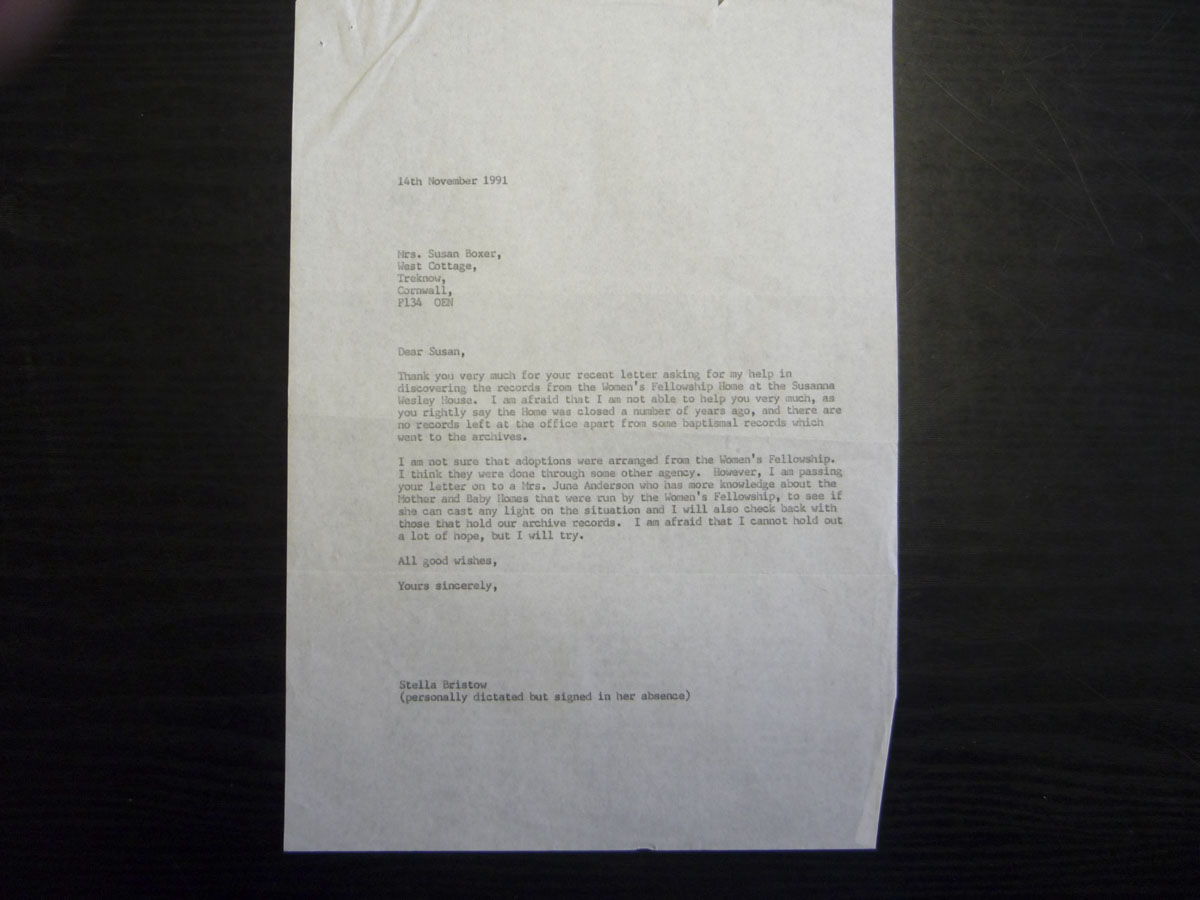 14th November 1991
Mrs. Susan Boxer,
West Cottage,
Treknow,
Cornwall,
P134 OEN
Dear Susan,
Thank you very much for your recent letter asking for my help in
discovering the records from the Women's Fellowship Home at the Susanna
Wesley House. I am afraid that I am not able to help you very much, as
you rightly say the Home was closed a number of years ago, and there are
no records left at the office apart from some baptismal records which
went to the archives.
I am not sure that adoptions were arranged from the Women's Fellowship.
I think they were done through some other agency. However, I am passing
your letter on to a Mrs. June Anderson who has more knowledge about the
Mother and Baby Homes that were run by the Women's Fellowship, to see if
she can cast any light on the situation and I will also check back with
those that hold our archive records. I am afraid that I cannot hold out
a lot of hope, but I will try.
All good wishes,
Yours sincerely,
Stella Bristow
(personally dictated but signed in her absence)